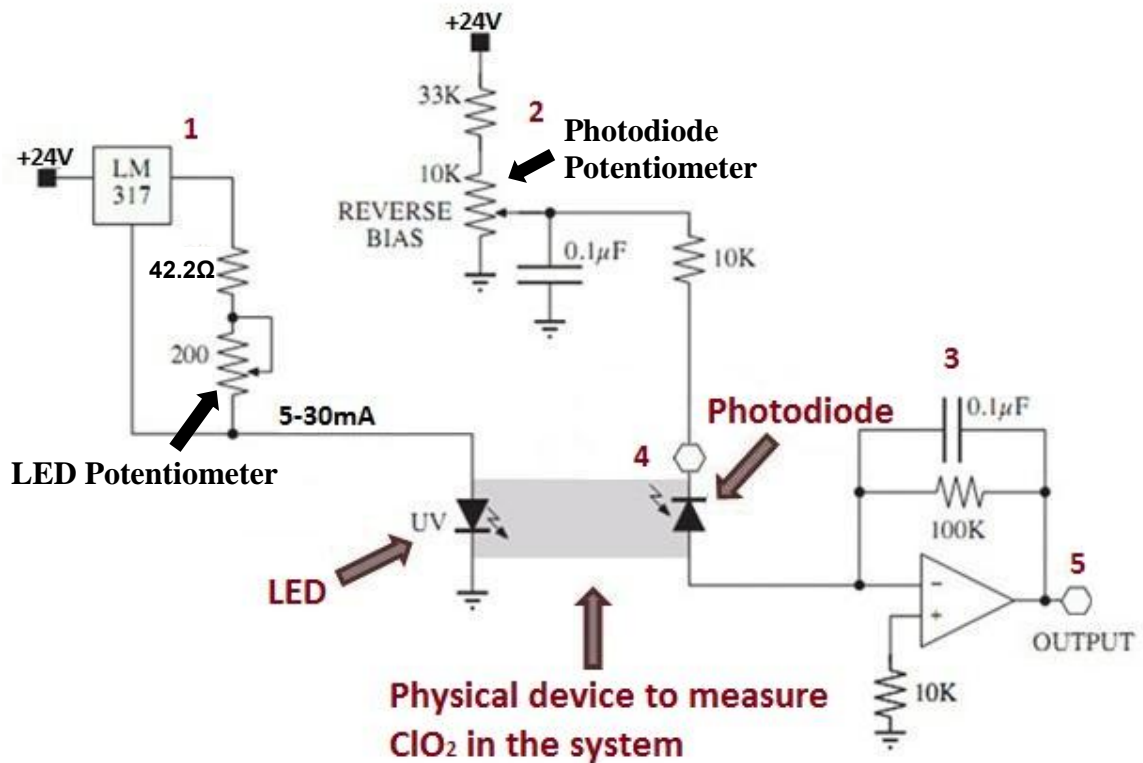 +24V
33K
2
1
Photodiode
Potentiometer
+24V
LM
317
10K
REVERSE
BIAS
0.1μF
10K
42.2Ω
200
3
5-30mA
Photodiode
0.1μF
4
LED Potentiometer
100K
UV
5
LED
-
+
OUTPUT
10K
Physical device to measure
ClO₂ in the system